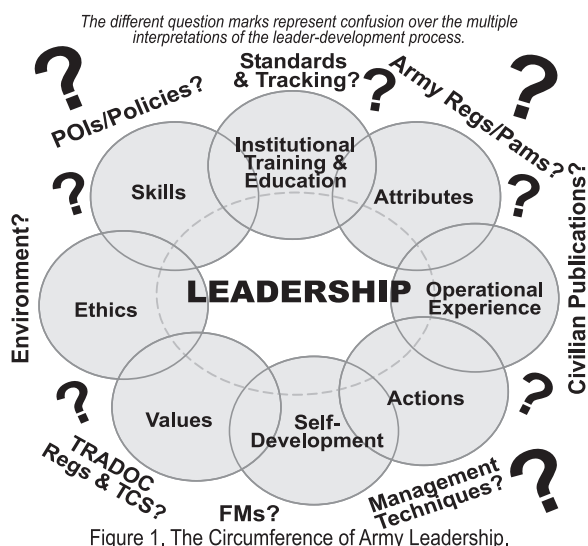 The different question marks represent confusion over the multiple
interpretations of the leader-development process.
?
POIs/Policies?
Standards
& Tracking?
?
Army Regs/Pams?
?
Institutional
Training &
Education
Skills
Attributes
?
?
Environment?
Ethics
LEADERSHIP
Operational
Experience
Civilian Publications?
?
Values
Self-
Development
Actions
?
TRADOC
Regs & TCS?
FMs?
Management
Techniques?
?
Figure 1. The Circumference of Army Leadership.